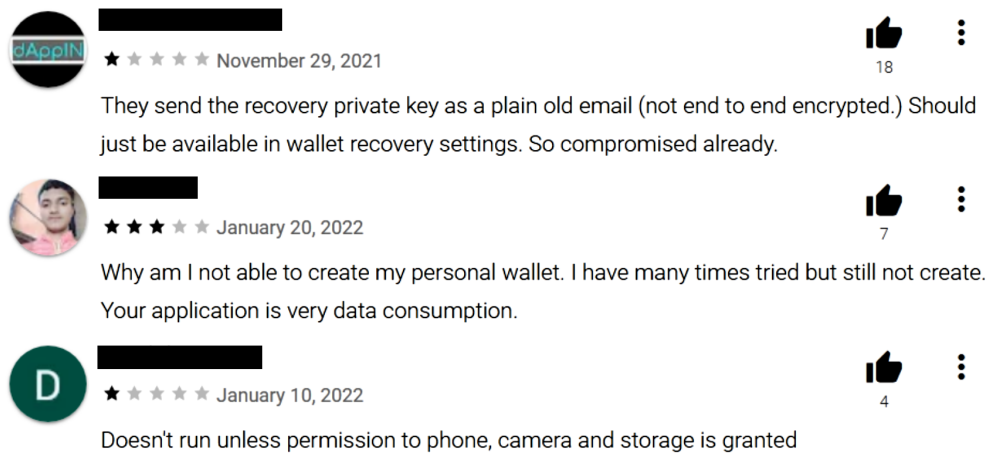 dAppIN
November 29, 2021
18
They send the recovery private key as a plain old email (not end to end encrypted.) Should
just be available in wallet recovery settings. So compromised already.
January 20, 2022
7
Why am I not able to create my personal wallet. I have many times tried but still not create.
Your application is very data consumption.
D
January 10, 2022
4
Doesn't run unless permission to phone, camera and storage is granted